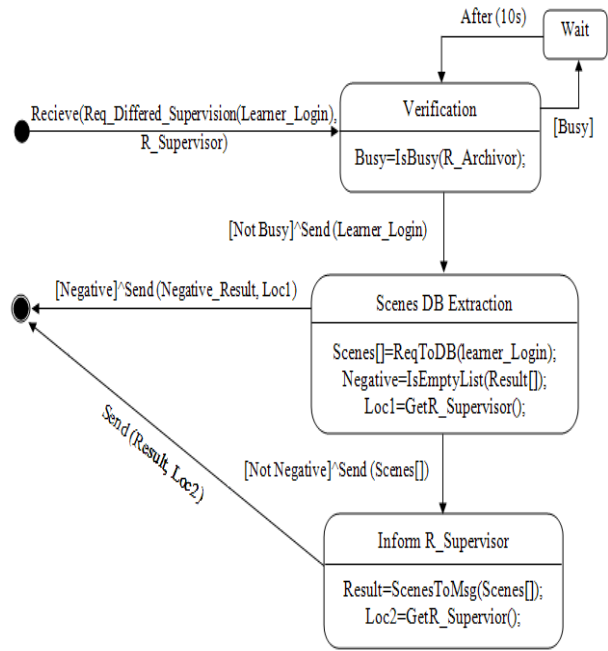 After (10s)
Wait
Recieve(Req_Differed_Supervision(Learner_Login),
R_Supervisor)
Verification
Busy=IsBusy(R_Archivor);
[Busy]
[Not Busy]^Send (Learner_Login)
[Negative]^Send (Negative_Result, Loc1)
Scenes DB Extraction
Scenes[]=ReqToDB(learner_Login);
Negative=IsEmptyList(Result[]);
Loc1=GetR_Supervisor();
Send (Result, Loc2)
[Not Negative]^Send (Scenes[])
Inform R_Supervisor
Result=ScenesToMsg(Scenes[]);
Loc2=GetR_Supervior();